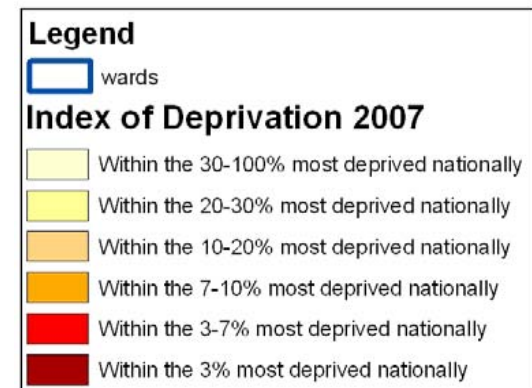 Legend
wards
Index of Deprivation 2007
Within the 30-100% most deprived nationally
Within the 20-30% most deprived nationally
Within the 10-20% most deprived nationally
Within the 7-10% most deprived nationally
Within the 3-7% most deprived nationally
Within the 3% most deprived nationally